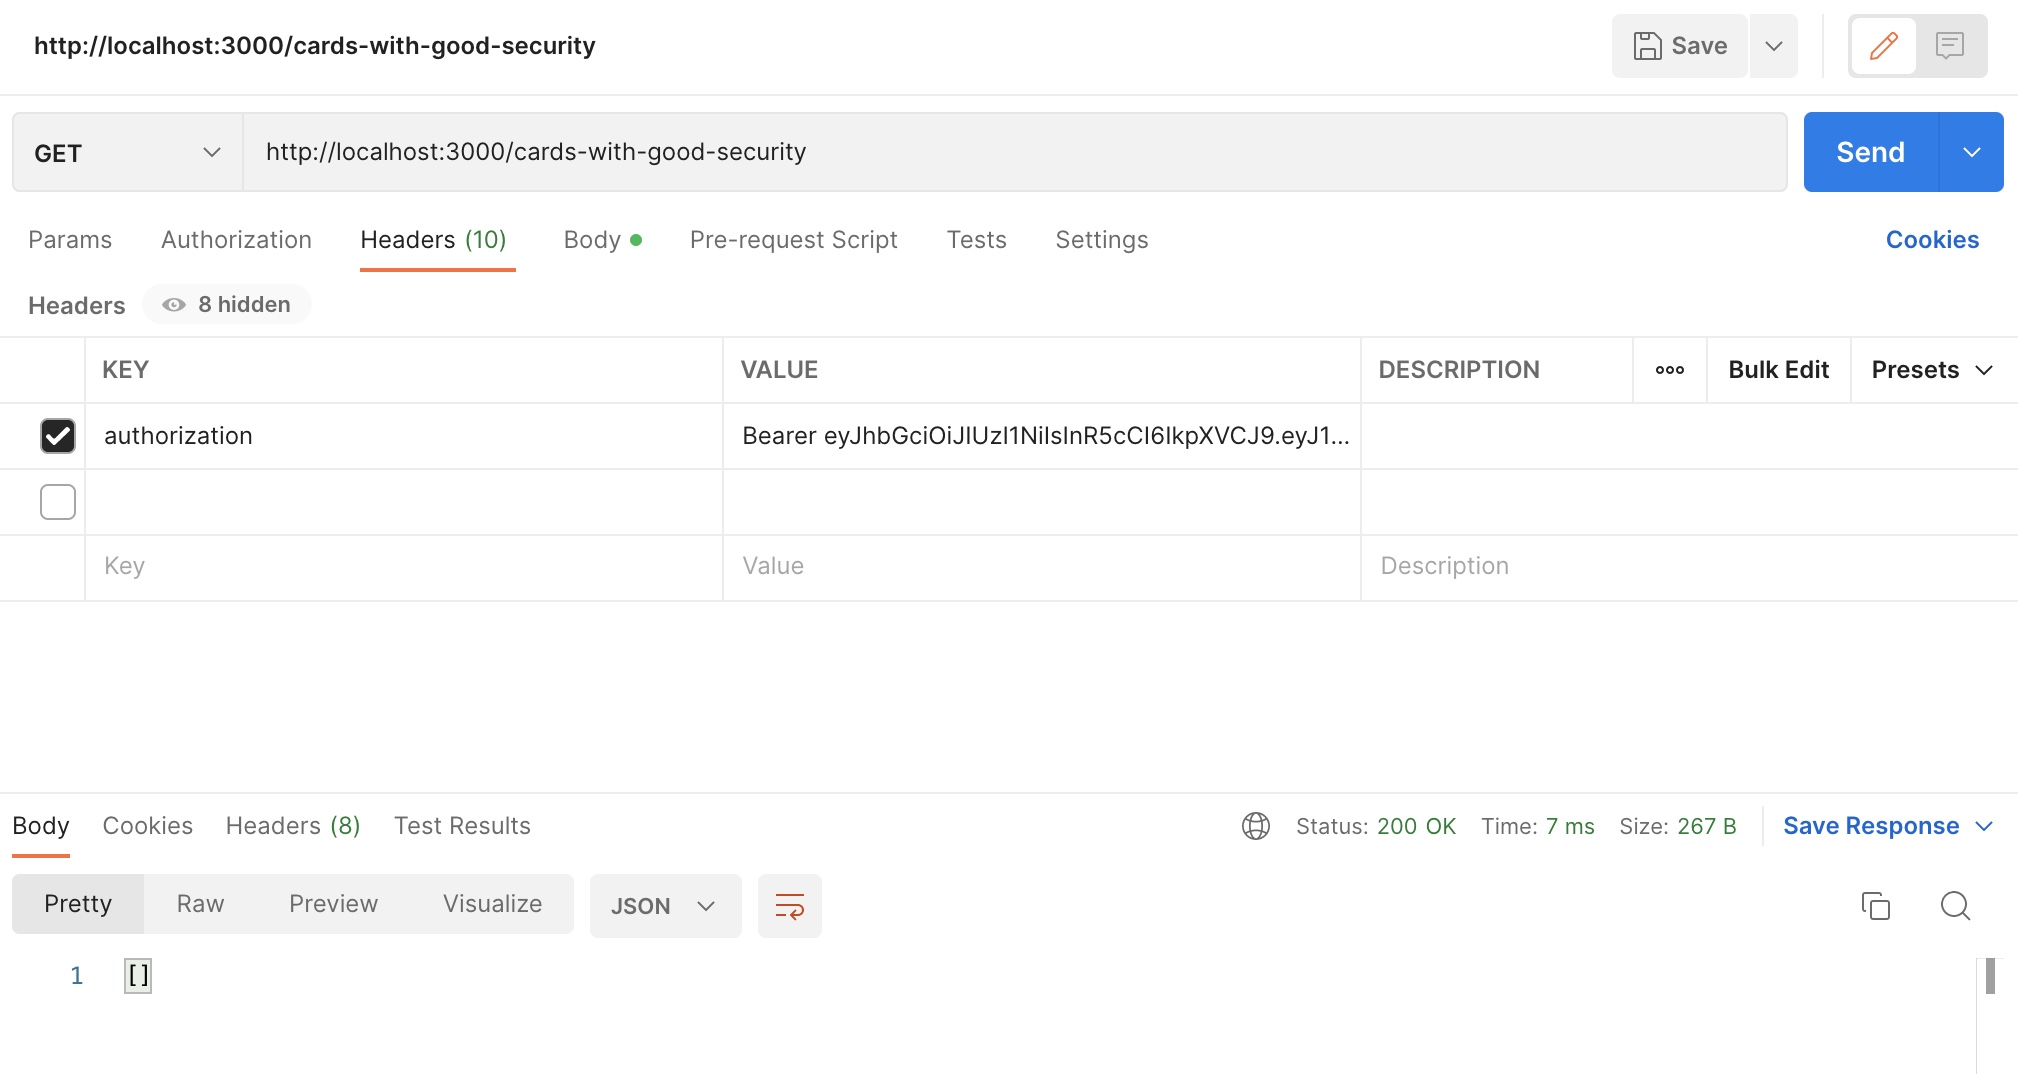 http://localhost:3000/cards-with-good-security
Save
GET
http://localhost:3000/cards-with-good-security
Send
Params Authorization Headers (10) Body Pre-request Script Tests Settings Cookies
Headers 8 hidden
KEY VALUE DESCRIPTION Bulk Edit Presets
authorization Bearer eyJhbGciOiJIUzI1NiIsInR5cCI6IkpXVCJ9.eyJ1...
Key Value Description
Body Cookies Headers (8) Test Results Status: 200 OK Time: 7 ms Size: 267 B Save Response
Pretty Raw Preview Visualize JSON
1 []